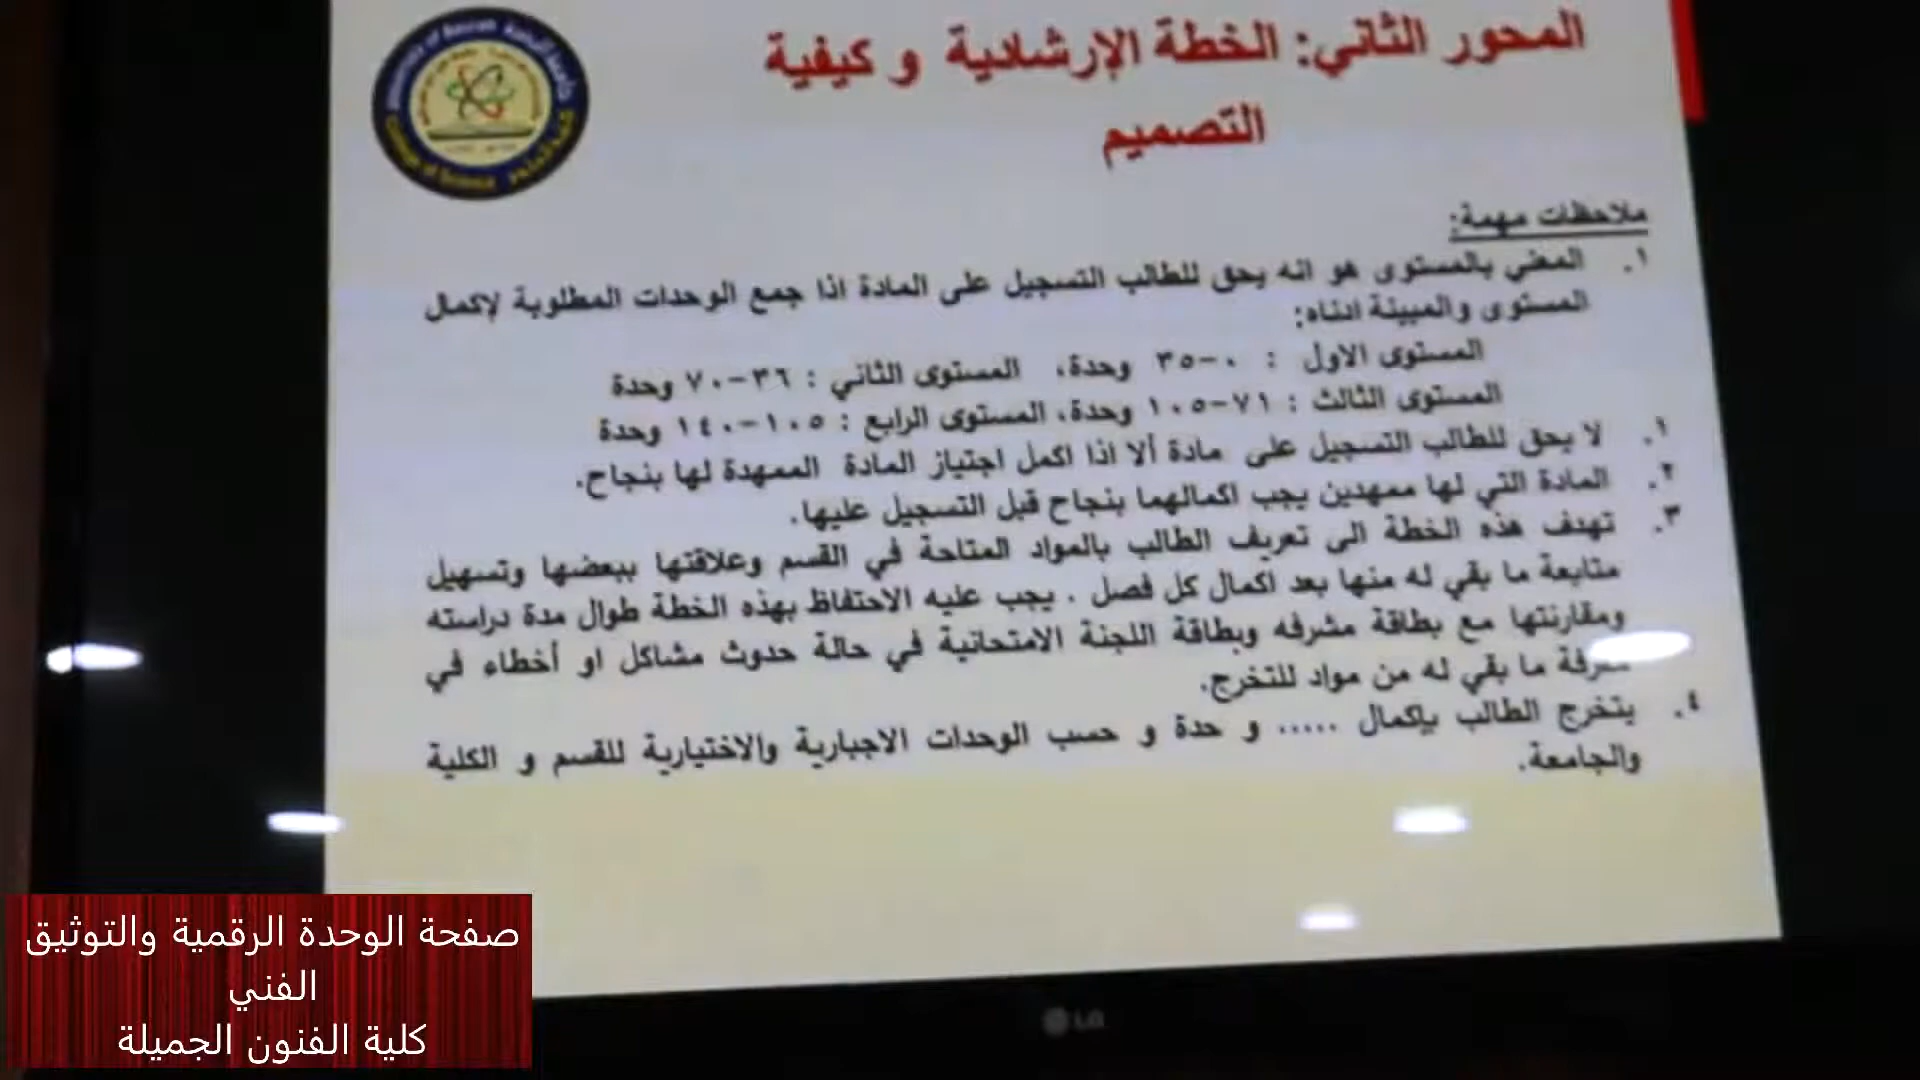 المحور الثاني: الخطة الإرشادية و كيفية
التصميم
ملاحظات مهمة:
١. المعني بالمستوى هو انه يحق للطالب التسجيل على المادة اذا جمع الوحدات المطلوبة لإكمال
المستوى والمبينة ادناه:
المستوى الاول : ٠-٣٥ وحدة، المستوى الثاني : ٣٦-٧٠ وحدة
المستوى الثالث : ٧١-١٠٥ وحدة، المستوى الرابع : ١٠٥-١٤٠ وحدة
١. لا يحق للطالب التسجيل على مادة ألا اذا اكمل اجتياز المادة الممهدة لها بنجاح.
٢. المادة التي لها ممهدين يجب اكمالهما بنجاح قبل التسجيل عليها.
٣. تهدف هذه الخطة الى تعريف الطالب بالمواد المتاحة في القسم وعلاقتها ببعضها وتسهيل
متابعة ما بقي له منها بعد اكمال كل فصل . يجب عليه الاحتفاظ بهذه الخطة طوال مدة دراسته
ومقارنتها مع بطاقة مشرفه وبطاقة اللجنة الامتحانية في حالة حدوث مشاكل او أخطاء في
معرفة ما بقي له من مواد للتخرج.
٤. يتخرج الطالب بإكمال ..... و حدة و حسب الوحدات الاجبارية والاختيارية للقسم و الكلية
والجامعة.
College of Science
LG
صفحة الوحدة الرقمية والتوثيق
الفني
كلية الفنون الجميلة